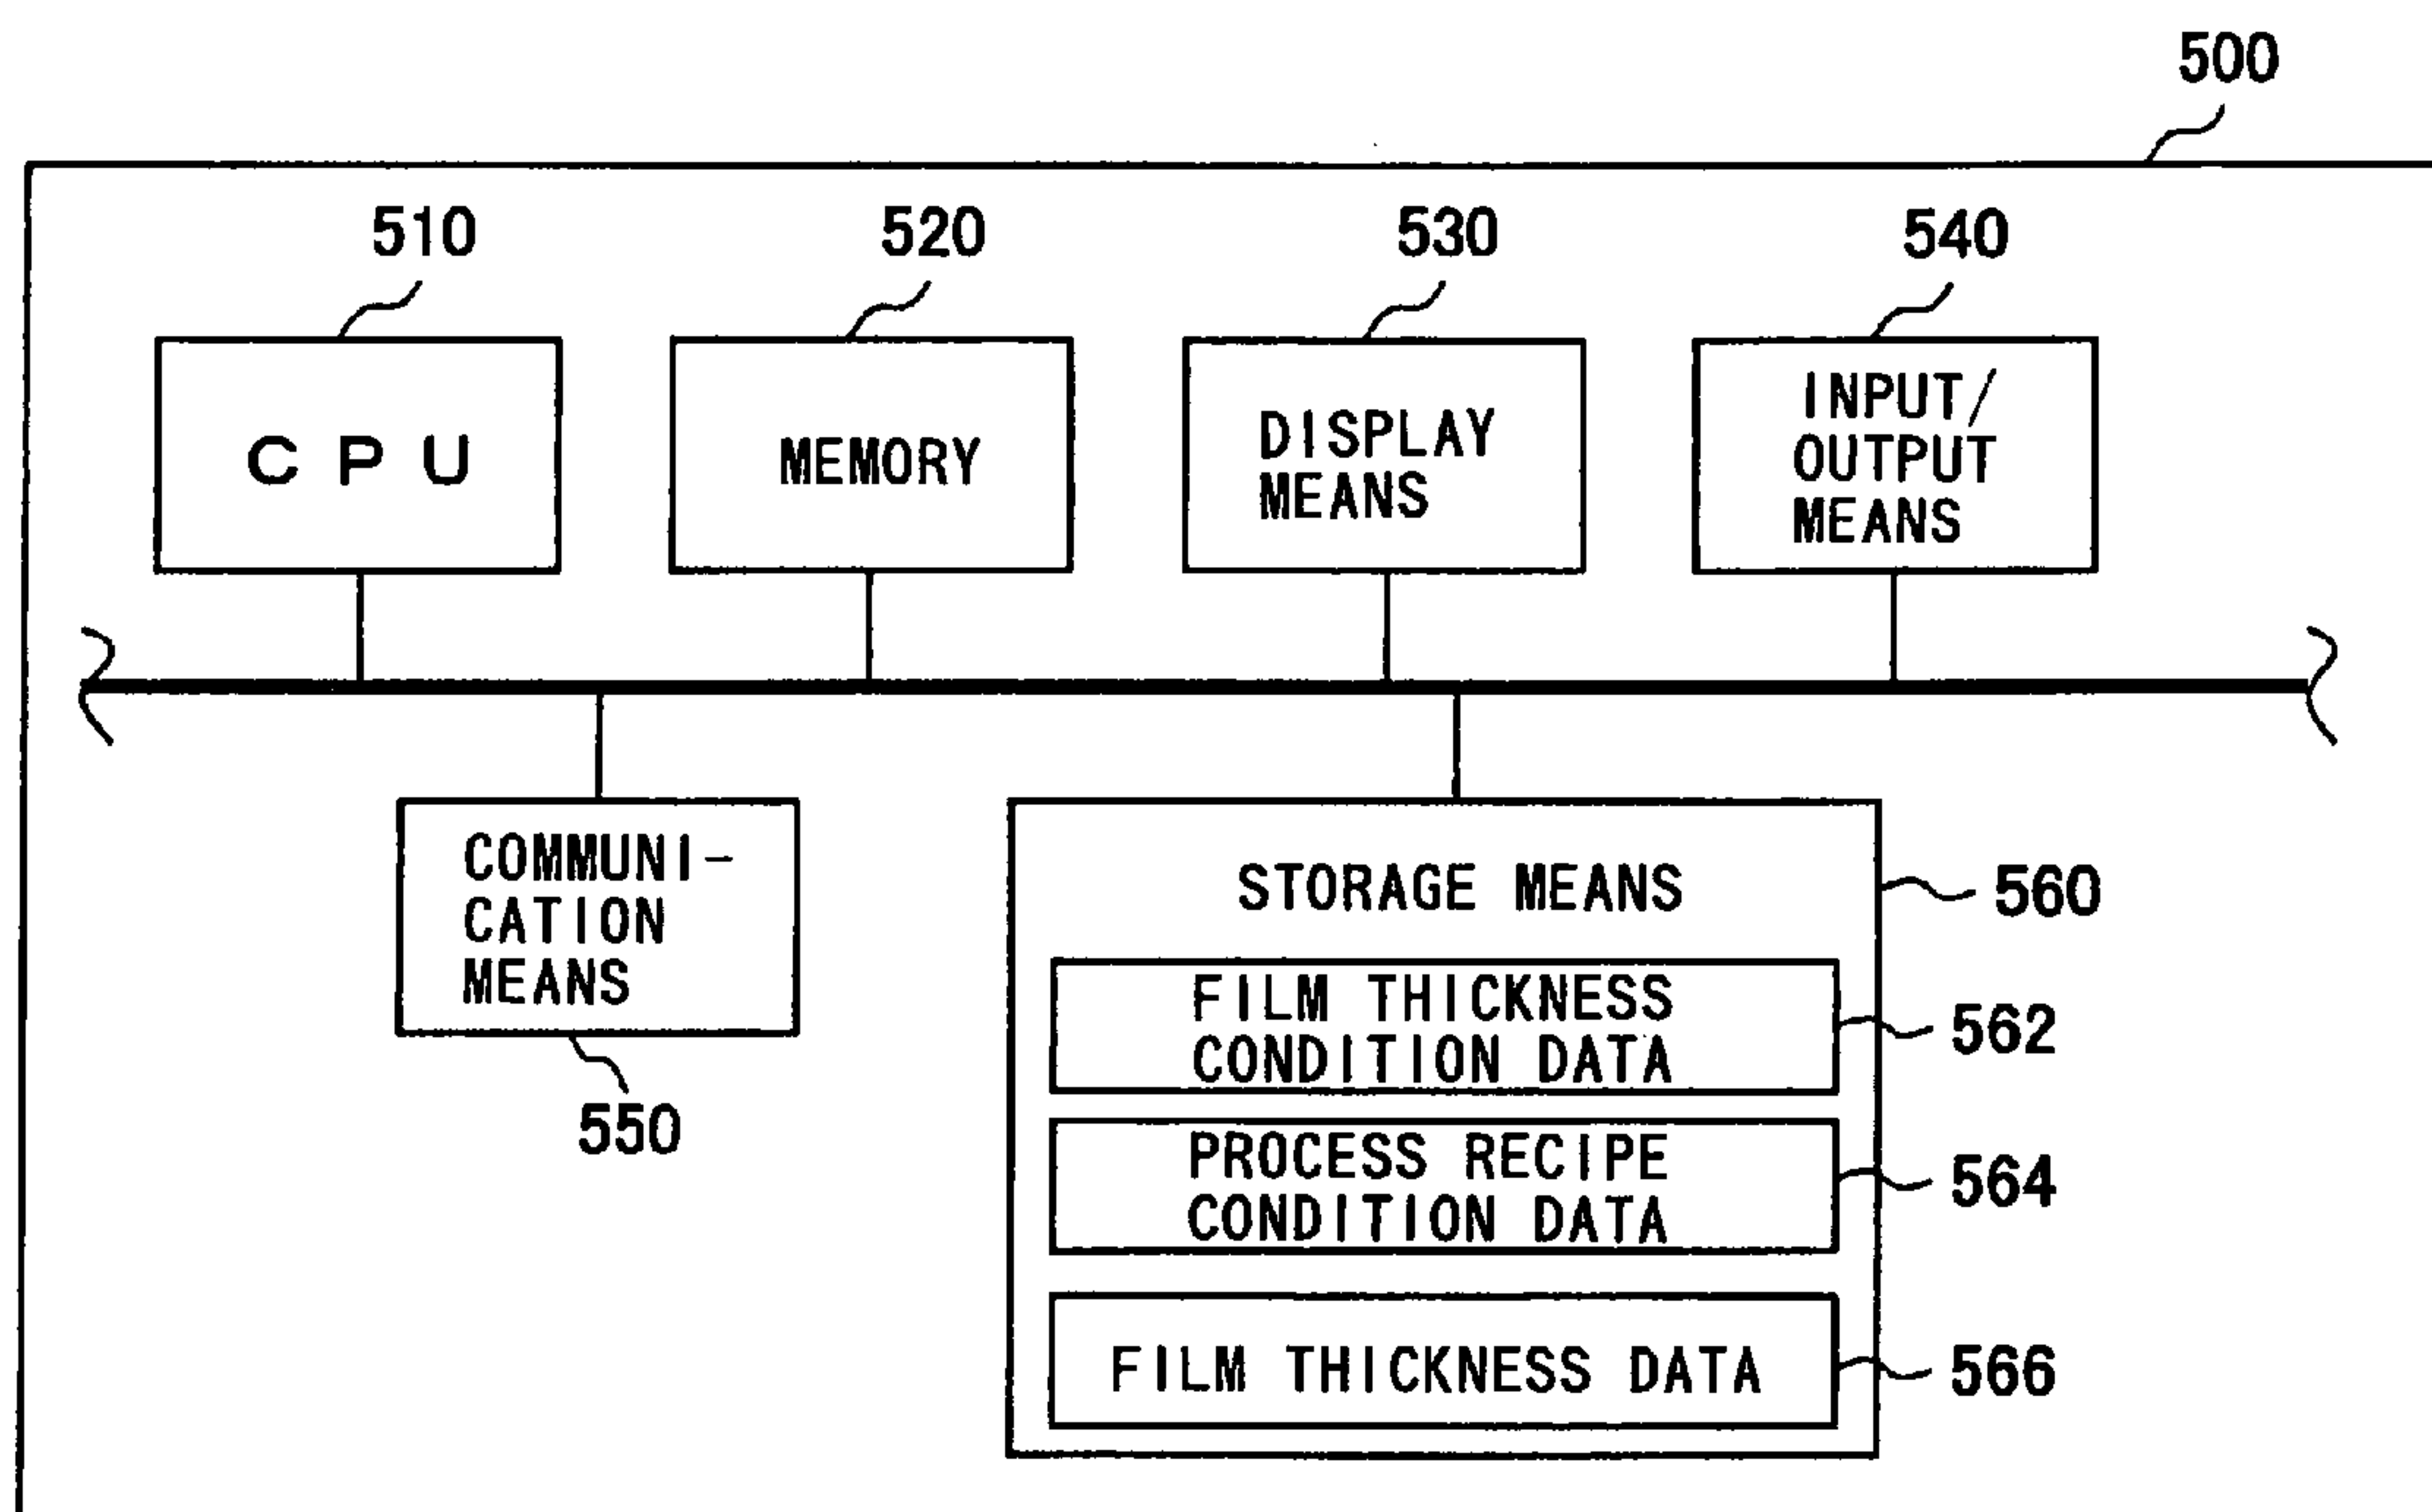 500
510
520
530
540
C P U
MEMORY
DISPLAY
MEANS
INPUT/
OUTPUT
MEANS
COMMUNI-
CATION
MEANS
550
STORAGE MEANS
560
FILM THICKNESS
CONDITION DATA
562
PROCESS RECIPE
CONDITION DATA
564
FILM THICKNESS DATA
566